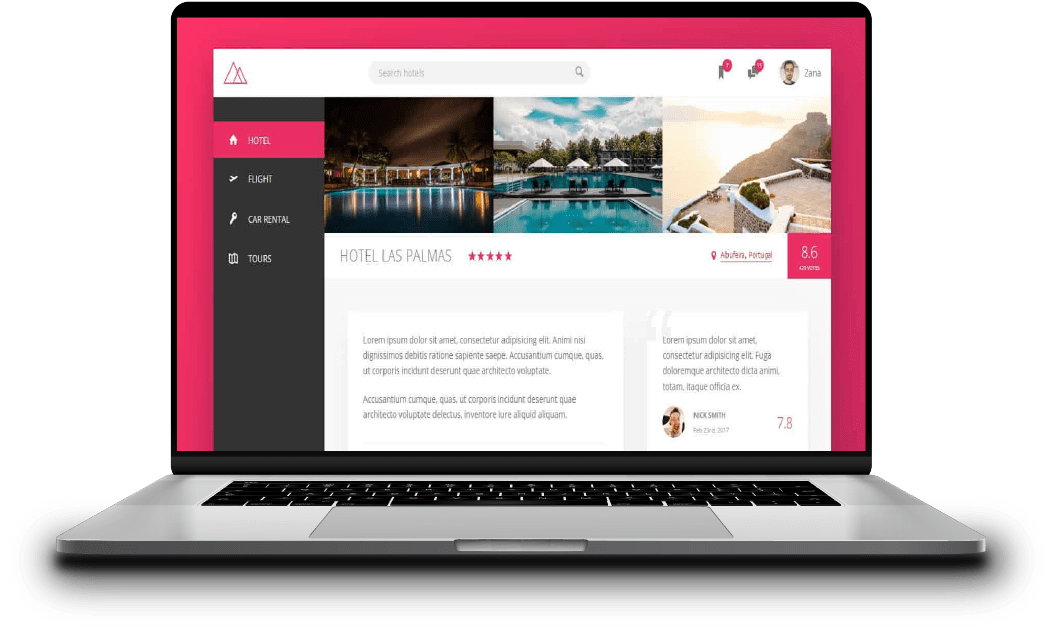 Search hotels
7
Zana
HOTEL
FLIGHT
CAR RENTAL
TOURS
HOTEL LAS PALMAS
Abufeira, Portugal
8.6
429 VOTES
Lorem ipsum dolor sit amet, consectetur adipisicing elit. Animi nisi
dignissimos debitis ratione sapiente saepe. Accusantium cumque, quas,
ut corporis incidunt deserunt quae architecto voluptate.
Accusantium cumque, quas, ut corporis incidunt deserunt quae
architecto voluptate delectus, inventore iure aliquid aliquam.
“
Lorem ipsum dolor sit amet,
consectetur adipisicing elit. Fuga
doloremque architecto dicta animi,
totam, itaque officia ex.
NICK SMITH
Feb 23rd, 2017
7.8